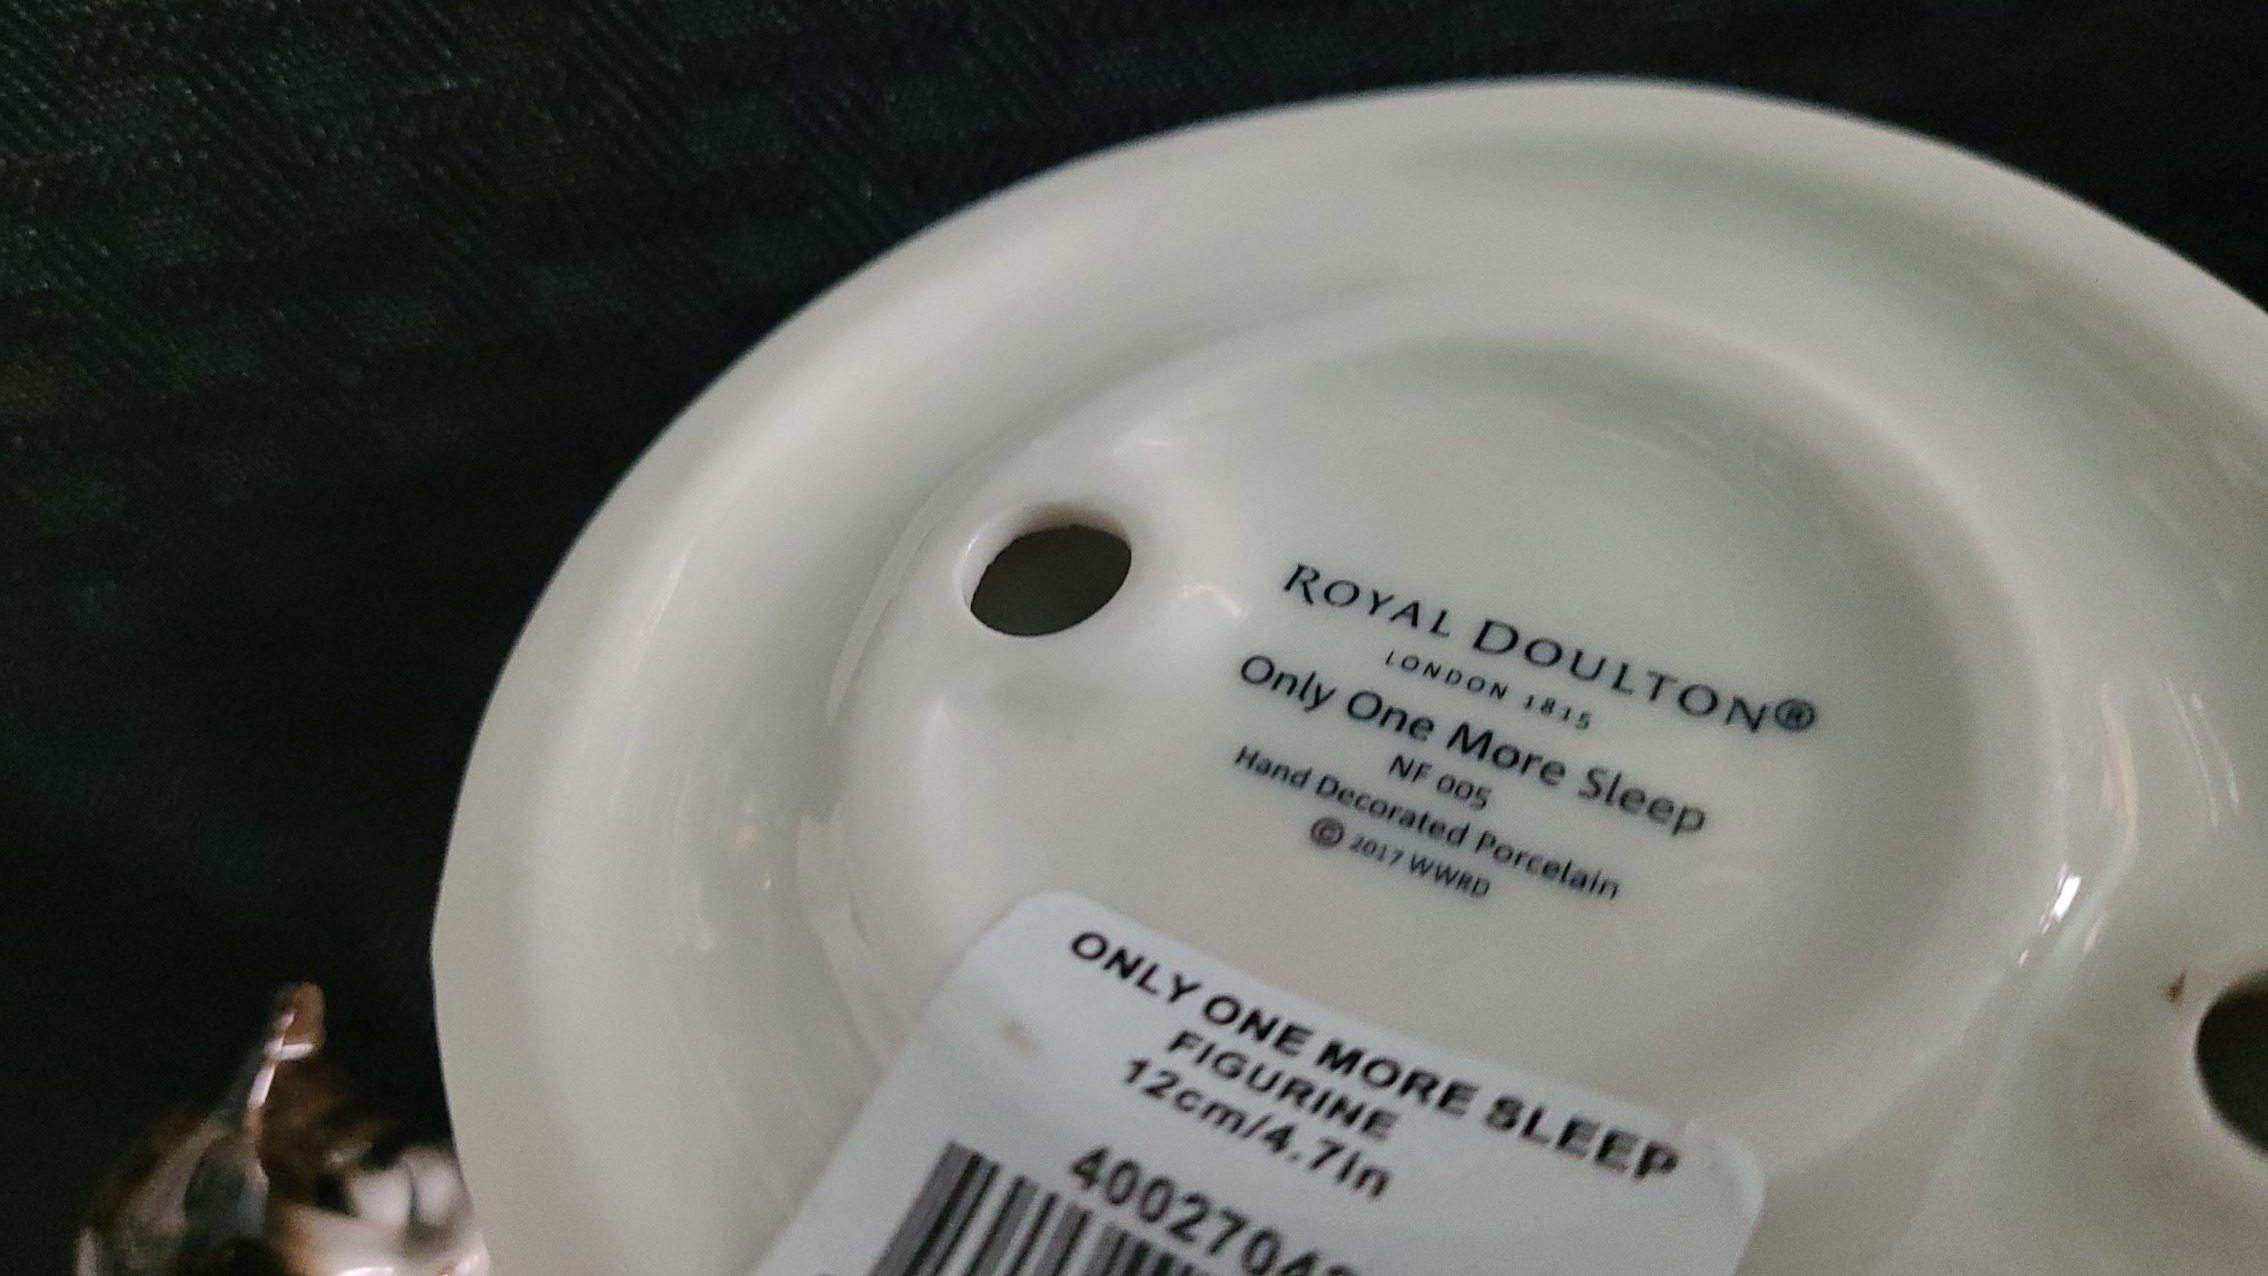 ROYAL DOULTON®
LONDON 1815
Only One More Sleep
NF 005
Hand Decorated Porcelain
© 2017 WWRD
ONLY ONE MORE SLEEP
FIGURINE
12cm/4.7In
4002704